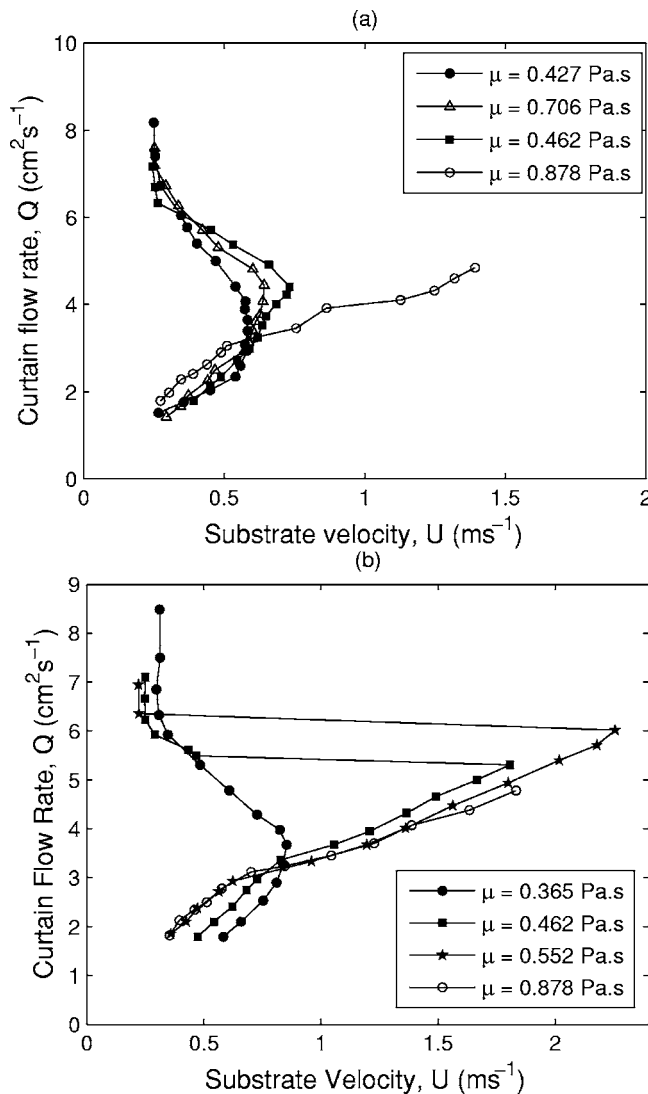 (a)
10
8
6
4
2
0
Curtain flow rate, Q (cm²s⁻¹)
μ = 0.427 Pa.s
μ = 0.706 Pa.s
μ = 0.462 Pa.s
μ = 0.878 Pa.s
0 0.5 1 1.5 2
Substrate velocity, U (ms⁻¹)
(b)
9
8
7
6
5
4
3
2
1
0
Curtain Flow Rate, Q (cm²s⁻¹)
μ = 0.365 Pa.s
μ = 0.462 Pa.s
μ = 0.552 Pa.s
μ = 0.878 Pa.s
0 0.5 1 1.5 2
Substrate Velocity, U (ms⁻¹)